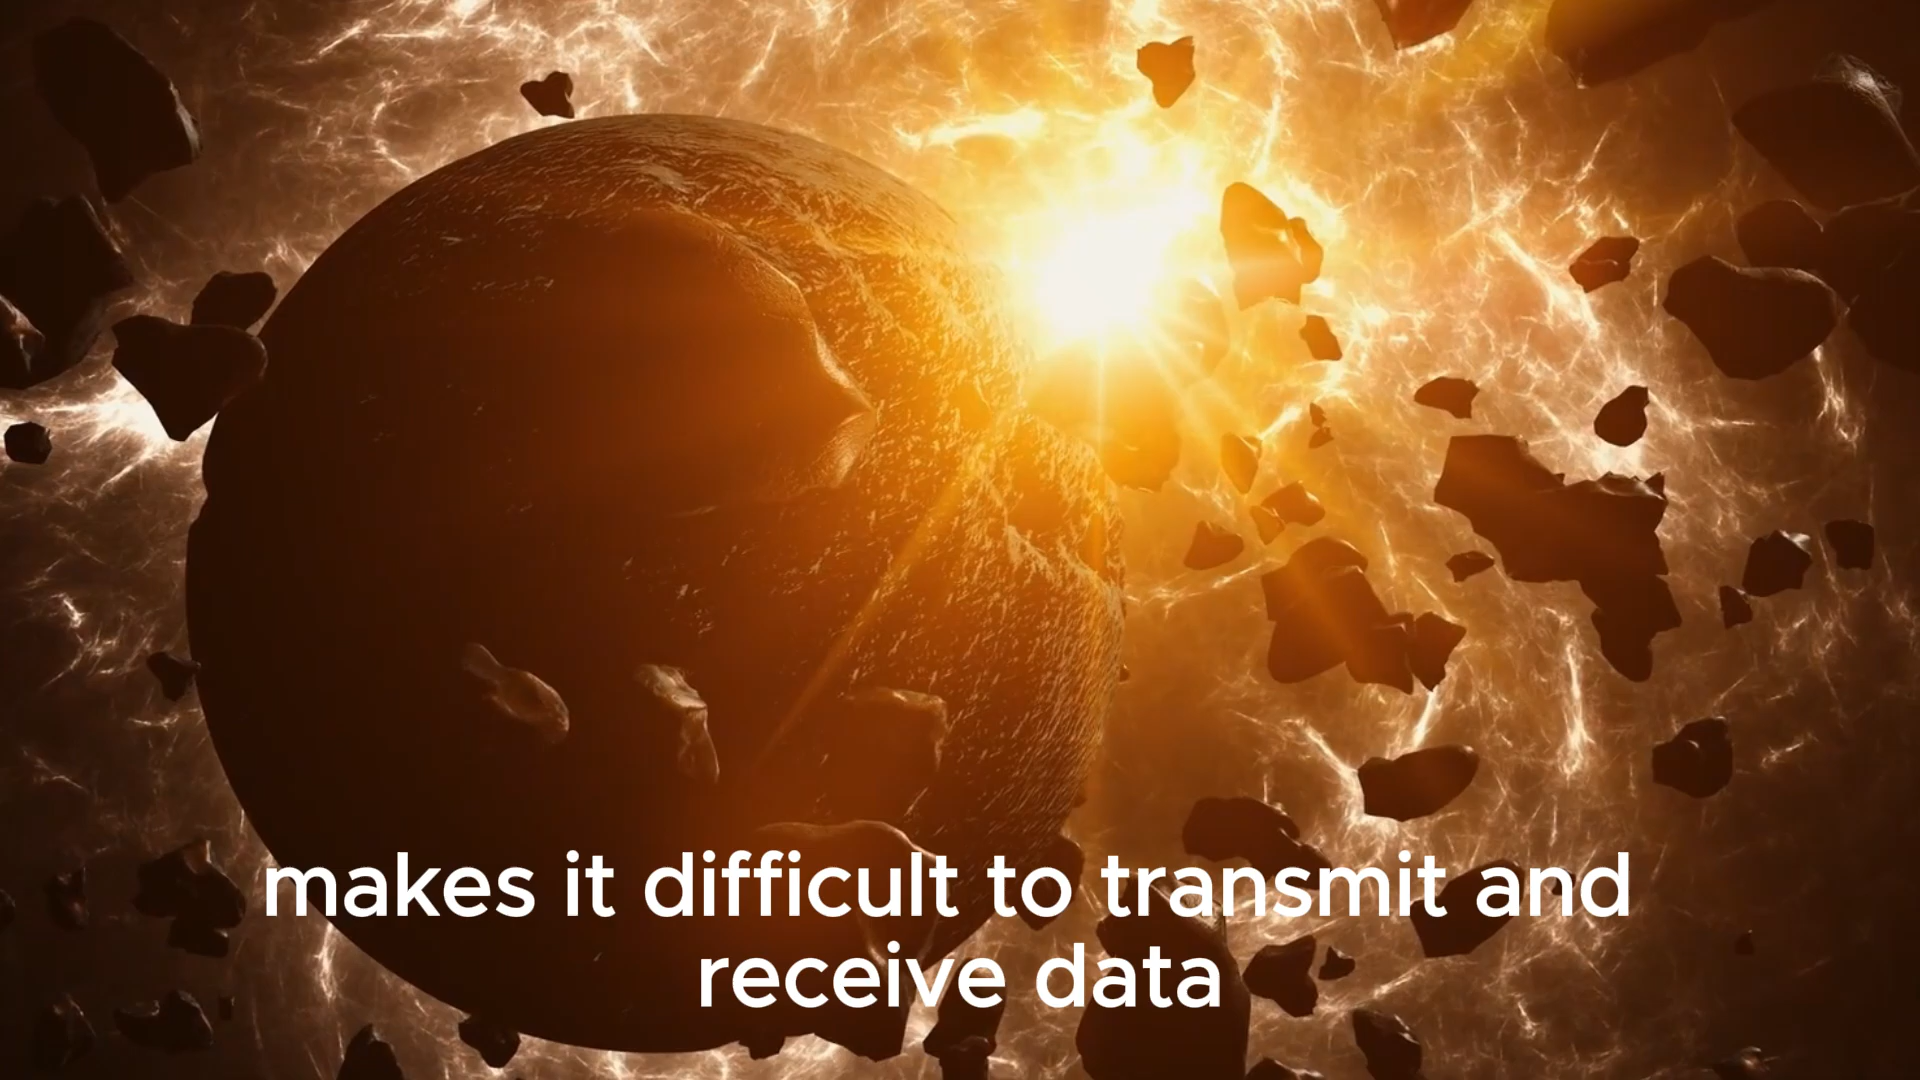 makes it difficult to transmit and
receive data